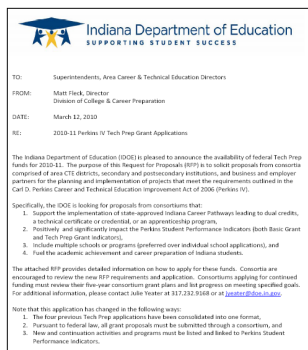 Indiana Department of Education
SUPPORTING STUDENT SUCCESS
TO: Superintendents, Area Career & Technical Education Directors
FROM: Matt Fleck, Director
Division of College & Career Preparation
DATE: March 12, 2010
RE: 2010-11 Perkins IV Tech Prep Grant Applications
The Indiana Department of Education (IDOE) is pleased to announce the availability of federal Tech Prep
funds for 2010-11. The purpose of this Request for Proposals (RFP) is to solicit proposals from consortia
comprised of area CTE districts, secondary and postsecondary institutions, and business and employer
partners for the planning and implementation of projects that meet the requirements outlined in the
Carl D. Perkins Career and Technical Education Improvement Act of 2006 (Perkins IV).
Specifically, the IDOE is looking for proposals from consortiums that:
1. Support the implementation of state-approved Indiana Career Pathways leading to dual credits,
a technical certificate or credential, or an apprenticeship program,
2. Positively and significantly impact the Perkins Student Performance Indicators (both Basic Grant
and Tech Prep Grant indicators),
3. Include multiple schools or programs (preferred over individual school applications), and
4. Fuel the academic achievement and career preparation of Indiana students.
The attached RFP provides detailed information on how to apply for these funds. Consortia are
encouraged to review the new RFP requirements and application. Consortiums applying for continued
funding must review their five-year consortium grant plans and list progress on meeting specified goals.
For additional information, please contact Julie Yeater at 317.232.9168 or at jyeater@doe.in.gov.
Note that this application has changed in the following ways:
1. The four previous Tech Prep applications have been consolidated into one format,
2. Pursuant to federal law, all grant proposals must be submitted through a consortium, and
3. New and continuation activities and programs must be listed and linked to Perkins Student
Performance indicators.